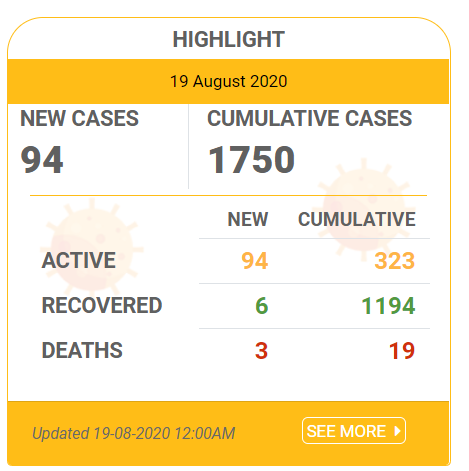 HIGHLIGHT
19 August 2020
NEW CASES CUMULATIVE CASES
94 1750
NEW CUMULATIVE
ACTIVE 94 323
RECOVERED 6 1194
DEATHS 3 19
Updated 19-08-2020 12:00AM SEE MORE